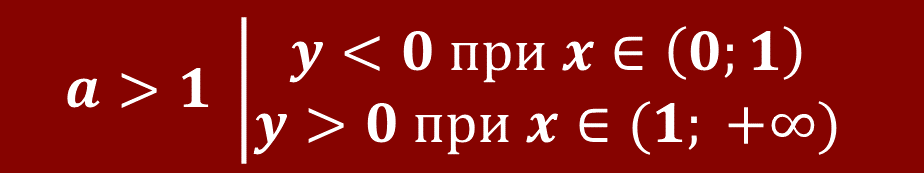 a > 1
y < 0 при x ∈ (0; 1)
y > 0 при x ∈ (1; +∞)